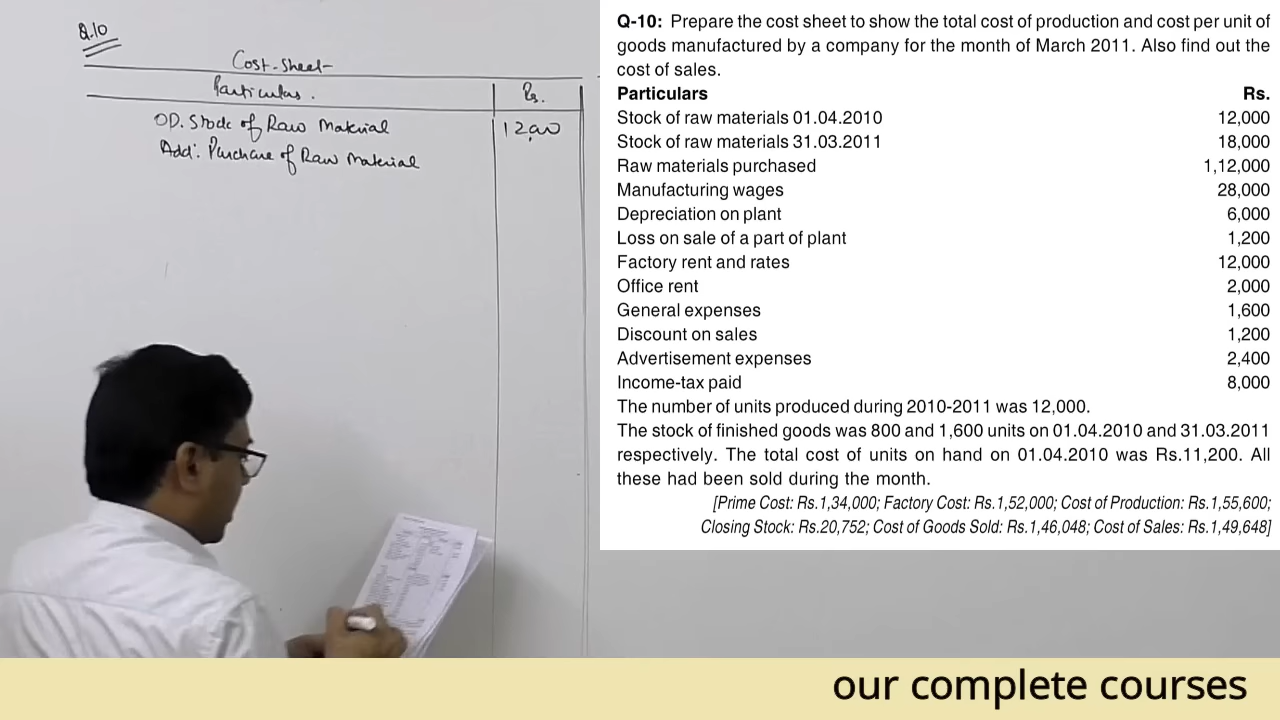 Q.10
Cost-Sheet-
Particulars.
Rs.
OP. Stock of Raw Material
12,00
Add: Purchase of Raw Material
Q-10: Prepare the cost sheet to show the total cost of production and cost per unit of
goods manufactured by a company for the month of March 2011. Also find out the
cost of sales.
Particulars Rs.
Stock of raw materials 01.04.2010 12,000
Stock of raw materials 31.03.2011 18,000
Raw materials purchased 1,12,000
Manufacturing wages 28,000
Depreciation on plant 6,000
Loss on sale of a part of plant 1,200
Factory rent and rates 12,000
Office rent 2,000
General expenses 1,600
Discount on sales 1,200
Advertisement expenses 2,400
Income-tax paid 8,000
The number of units produced during 2010-2011 was 12,000.
The stock of finished goods was 800 and 1,600 units on 01.04.2010 and 31.03.2011
respectively. The total cost of units on hand on 01.04.2010 was Rs.11,200. All
these had been sold during the month.
[Prime Cost: Rs.1,34,000; Factory Cost: Rs.1,52,000; Cost of Production: Rs.1,55,600;
Closing Stock: Rs.20,752; Cost of Goods Sold: Rs.1,46,048; Cost of Sales: Rs.1,49,648]
our complete courses